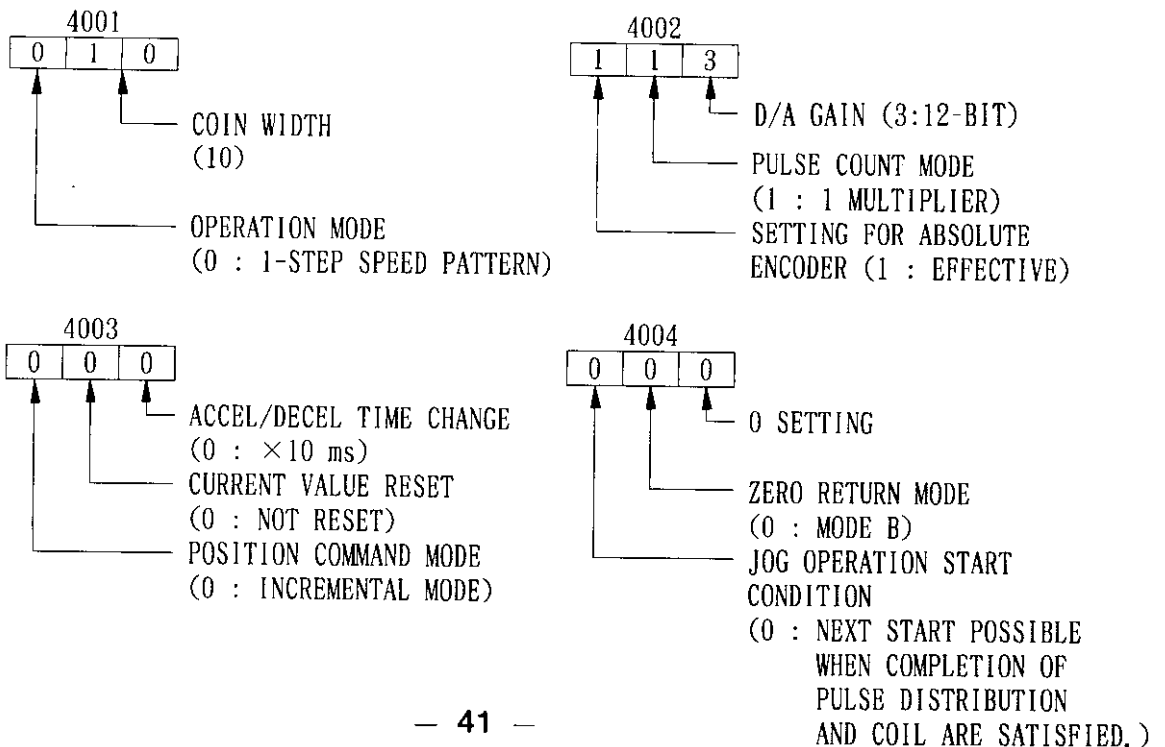 4001
0 1 0
COIN WIDTH
(10)
OPERATION MODE
(0 : 1-STEP SPEED PATTERN)
4002
1 1 3
D/A GAIN (3:12-BIT)
PULSE COUNT MODE
(1 : 1 MULTIPLIER)
SETTING FOR ABSOLUTE
ENCODER (1 : EFFECTIVE)
4003
0 0 0
ACCEL/DECEL TIME CHANGE
(0 : ×10 ms)
CURRENT VALUE RESET
(0 : NOT RESET)
POSITION COMMAND MODE
(0 : INCREMENTAL MODE)
4004
0 0 0
0 SETTING
ZERO RETURN MODE
(0 : MODE B)
JOG OPERATION START
CONDITION
(0 : NEXT START POSSIBLE
WHEN COMPLETION OF
PULSE DISTRIBUTION
AND COIL ARE SATISFIED.)
— 41 —